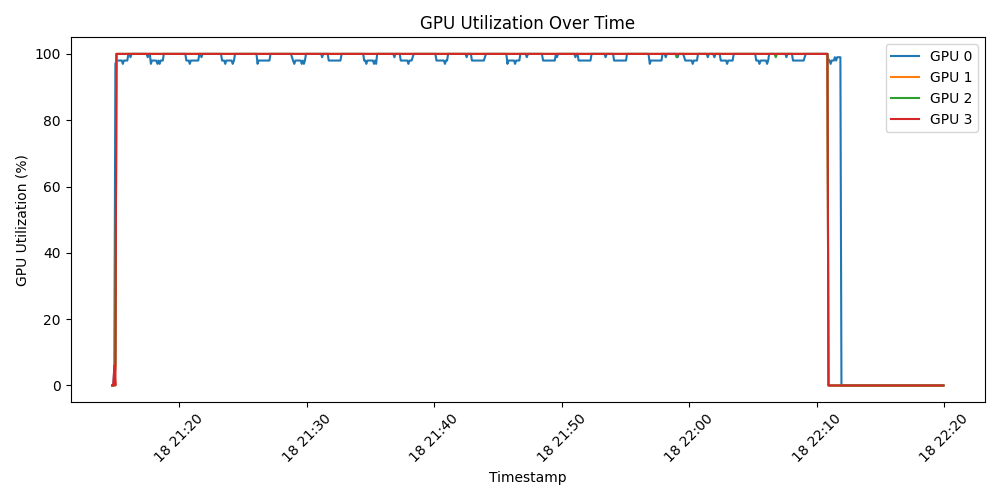 GPU Utilization Over Time
GPU Utilization (%)
100
80
60
40
20
0
GPU 0
GPU 1
GPU 2
GPU 3
18 21:20
18 21:30
18 21:40
18 21:50
18 22:00
18 22:10
18 22:20
Timestamp